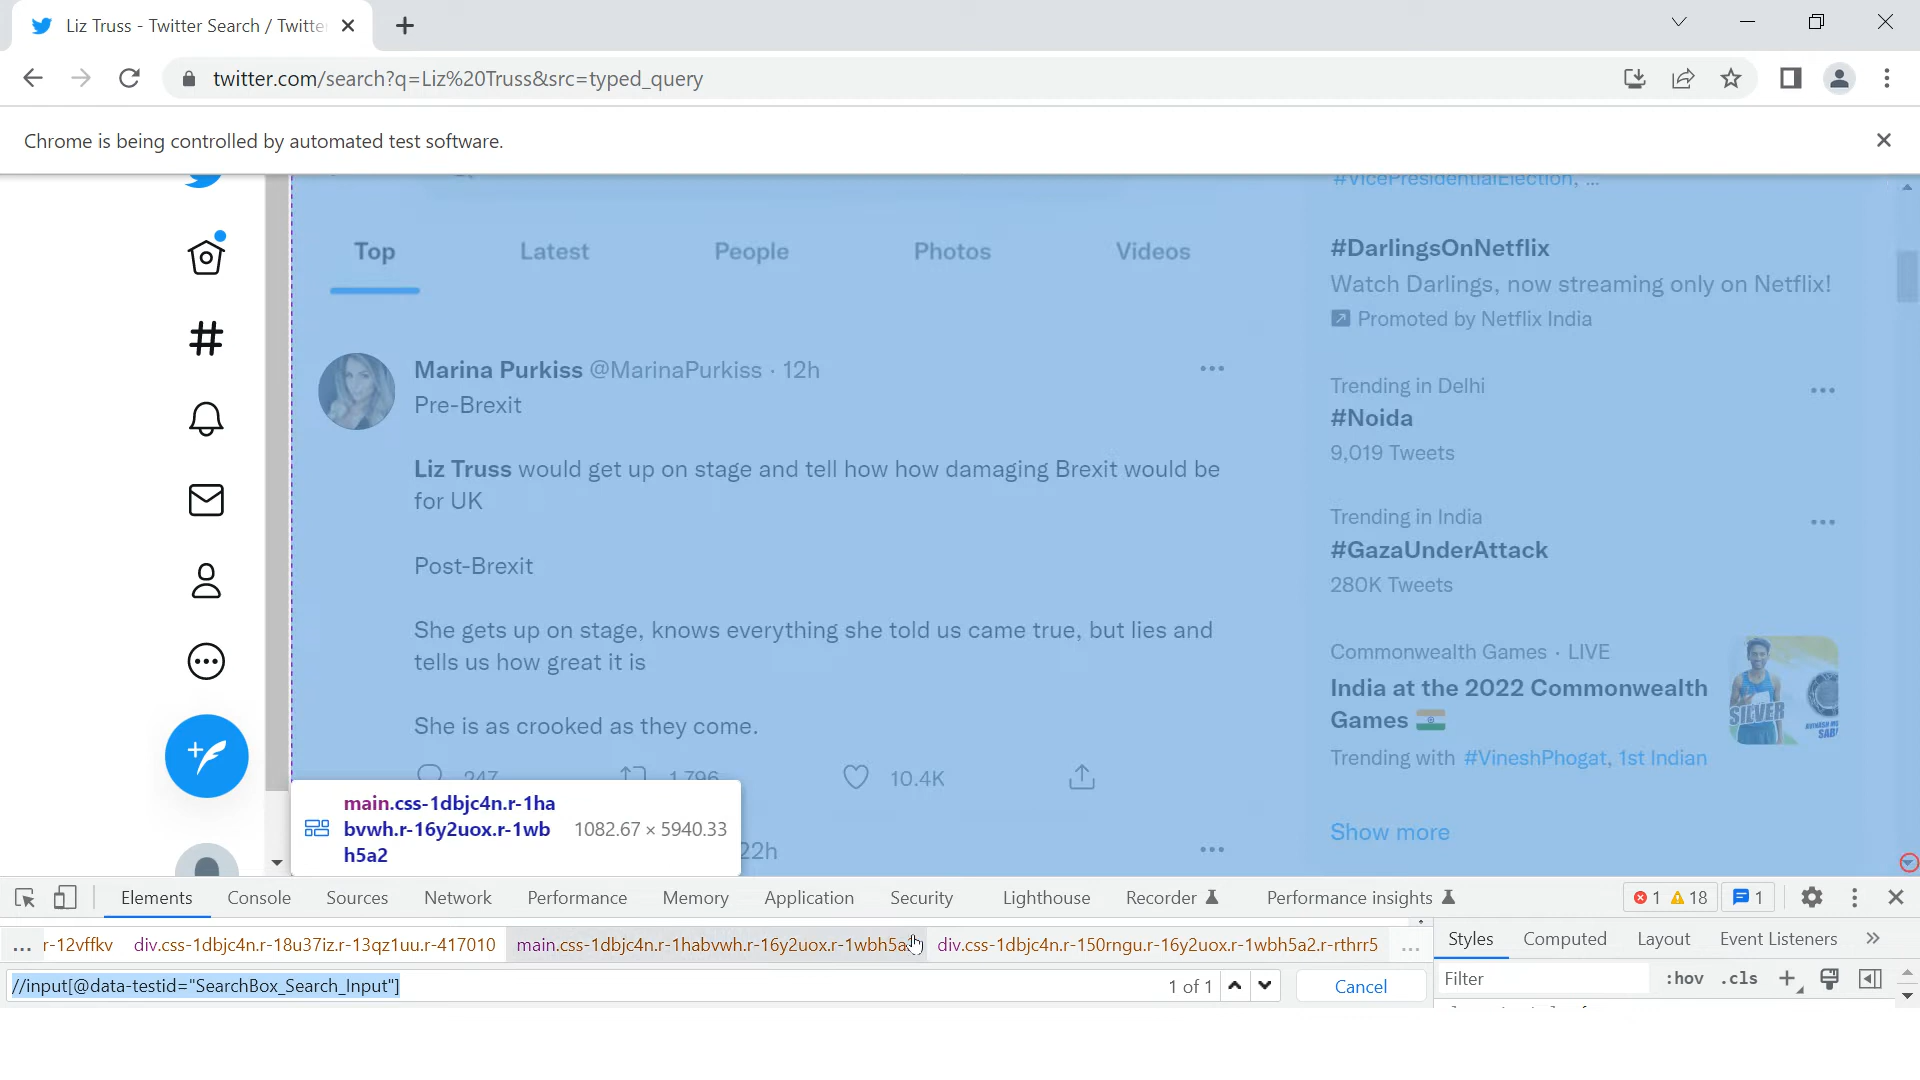 Liz Truss - Twitter Search / Twitte
twitter.com/search?q=Liz%20Truss&src=typed_query
Chrome is being controlled by automated test software.
#VicePresidentialElection, ...
Top
Latest
People
Photos
Videos
#DarlingsOnNetflix
Watch Darlings, now streaming only on Netflix!
Promoted by Netflix India
Marina Purkiss @MarinaPurkiss · 12h
Pre-Brexit
Liz Truss would get up on stage and tell how how damaging Brexit would be
for UK
Post-Brexit
She gets up on stage, knows everything she told us came true, but lies and
tells us how great it is
She is as crooked as they come.
247
1,796
10.4K
22h
Trending in Delhi
#Noida
9,019 Tweets
Trending in India
#GazaUnderAttack
280K Tweets
Commonwealth Games · LIVE
India at the 2022 Commonwealth
Games
SILVER
Trending with #VineshPhogat, 1st Indian
Show more
main.css-1dbjc4n.r-1ha
bvwh.r-16y2uox.r-1wb
h5a2
1082.67 × 5940.33
Elements
Console
Sources
Network
Performance
Memory
Application
Security
Lighthouse
Recorder
Performance insights
1
18
1
... r-12vffkv div.css-1dbjc4n.r-18u37iz.r-13qz1uu.r-417010 main.css-1dbjc4n.r-1habvwh.r-16y2uox.r-1wbh5a2 div.css-1dbjc4n.r-150rngu.r-16y2uox.r-1wbh5a2.r-rthrr5 ...
Styles
Computed
Layout
Event Listeners
//input[@data-testid="SearchBox_Search_Input"]
1 of 1
Cancel
Filter
:hov
.cls